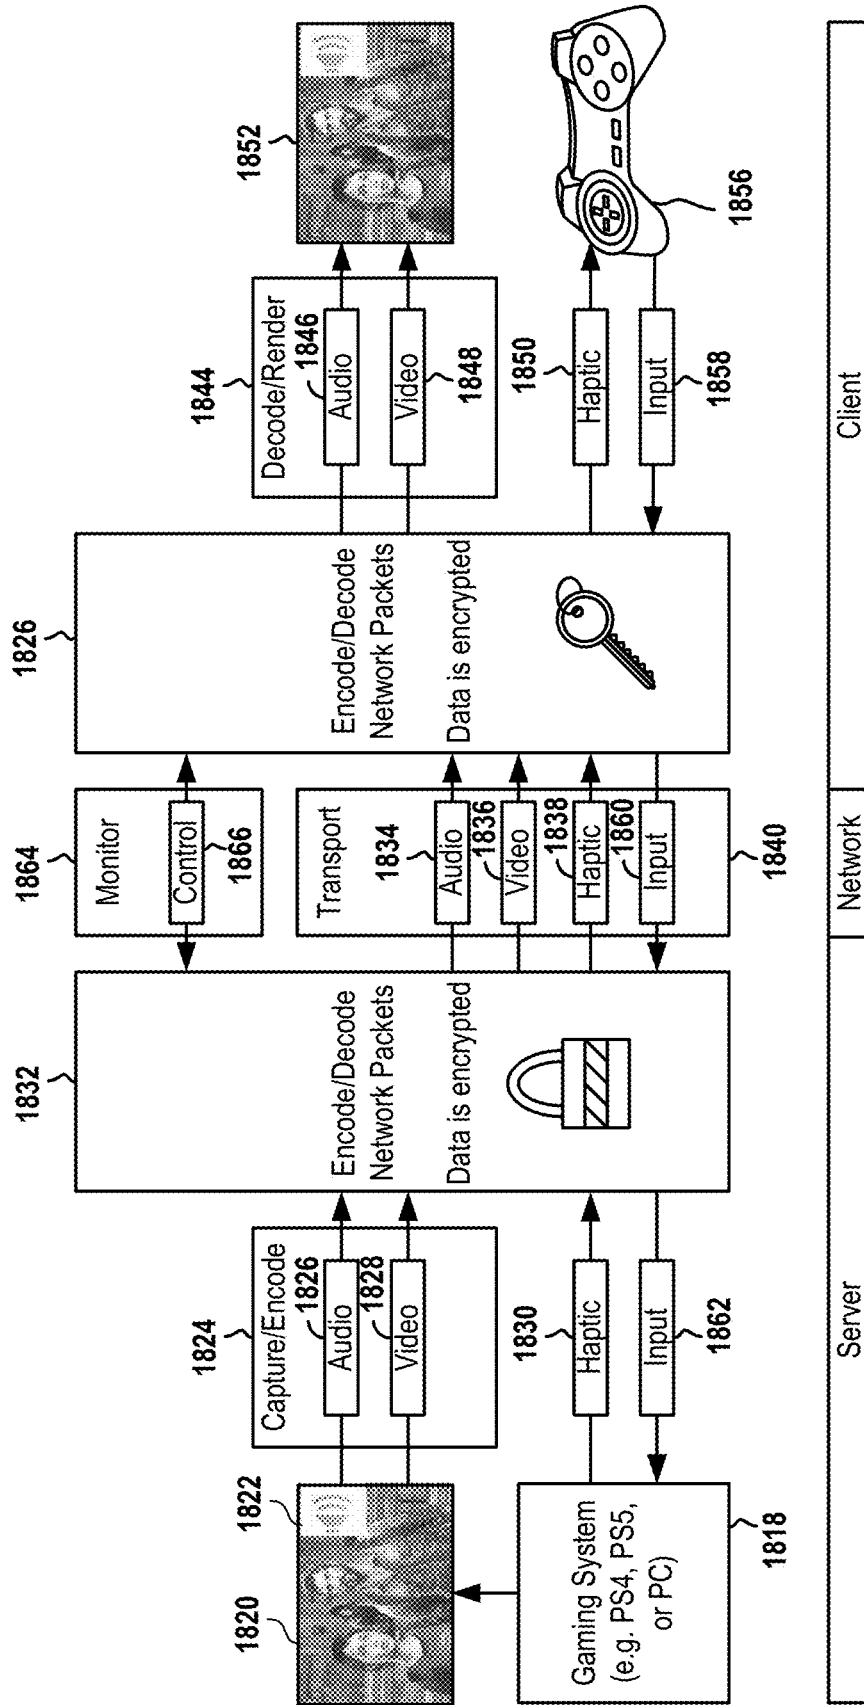 1820
1822
1824
Capture/Encode
1826
Audio
1828
Video
1830
Haptic
Input
1862
Gaming System
(e.g. PS4, PS5,
or PC)
1818
1832
Encode/Decode
Network Packets
Data is encrypted
1864
Monitor
Control
1866
Transport
1834
Audio
1836
Video
1838
Haptic
1860
Input
1840
1826
Encode/Decode
Network Packets
Data is encrypted
1844
Decode/Render
1846
Audio
Video
1848
1850
Haptic
Input
1858
1852
1856
Server
Network
Client